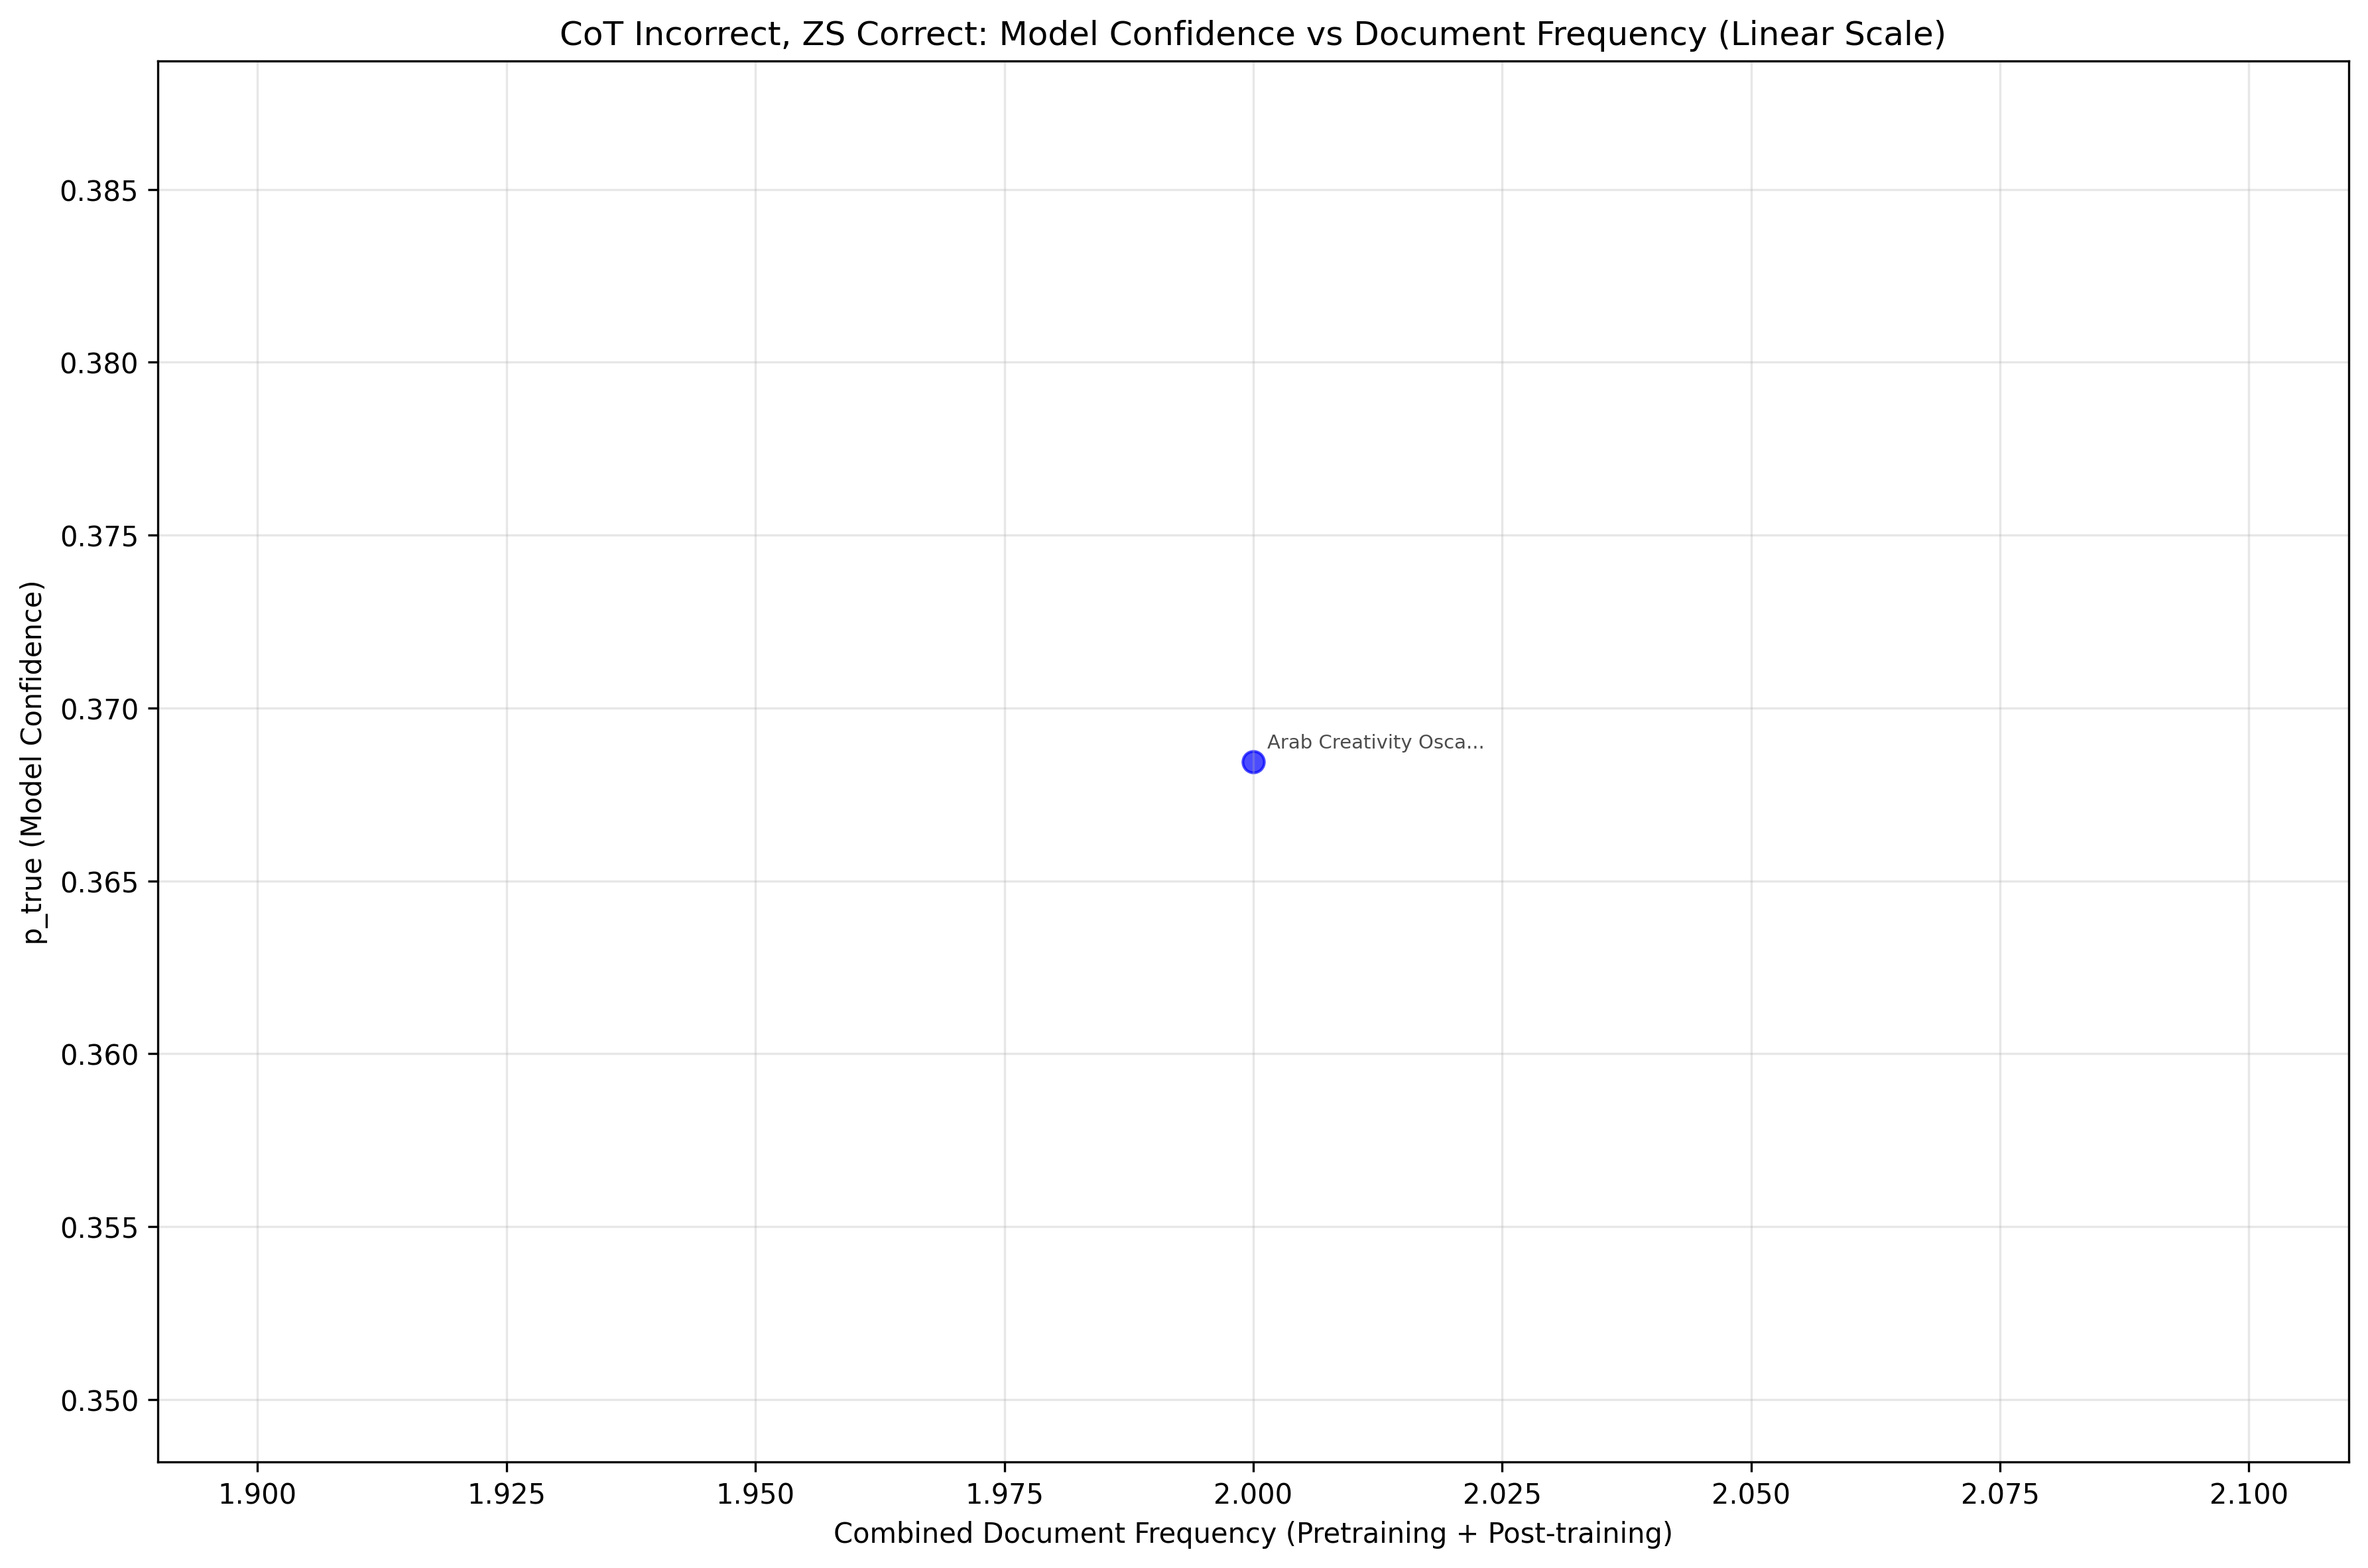 CoT Incorrect, ZS Correct: Model Confidence vs Document Frequency (Linear Scale)
p_true (Model Confidence)
0.385
0.380
0.375
0.370
0.365
0.360
0.355
0.350
Arab Creativity Osca...
1.900 1.925 1.950 1.975 2.000 2.025 2.050 2.075 2.100
Combined Document Frequency (Pretraining + Post-training)